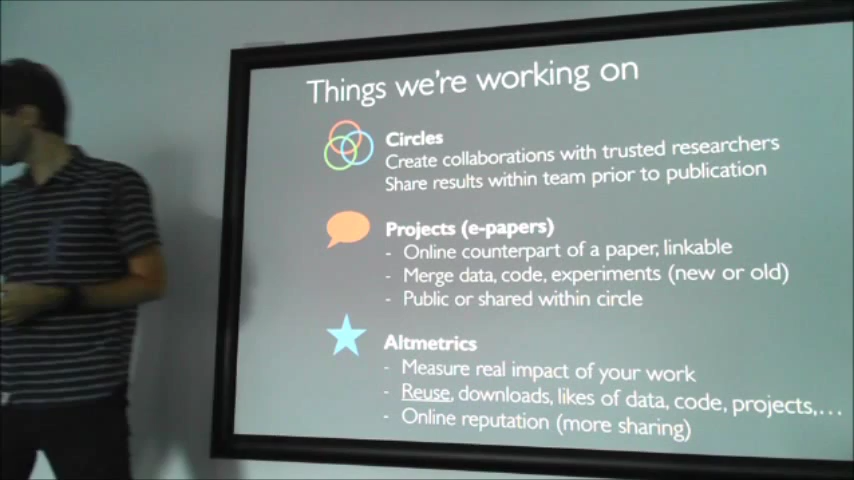 Things we're working on
Circles
Create collaborations with trusted researchers
Share results within team prior to publication
Projects (e-papers)
- Online counterpart of a paper, linkable
- Merge data, code, experiments (new or old)
- Public or shared within circle
Altmetrics
- Measure real impact of your work
- Reuse, downloads, likes of data, code, projects,...
- Online reputation (more sharing)